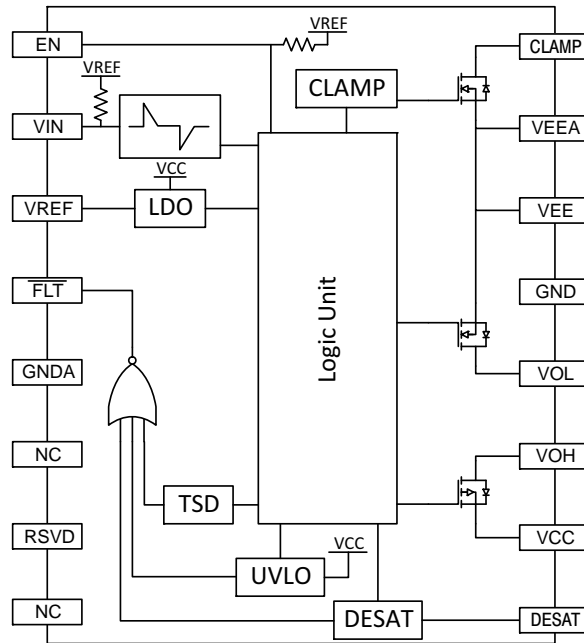 EN
VREF
CLAMP
VREF
CLAMP
VIN
VEEA
VCC
VREF
LDO
VEE
FLT
GND
Logic Unit
GNDA
VOL
NC
VOH
TSD
RSVD
VCC
UVLO
VCC
NC
DESAT
DESAT